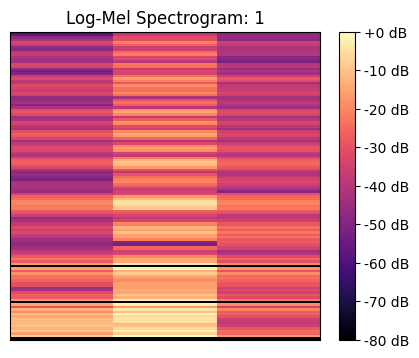 Log-Mel Spectrogram: 1
+0 dB
-10 dB
-20 dB
-30 dB
-40 dB
-50 dB
-60 dB
-70 dB
-80 dB